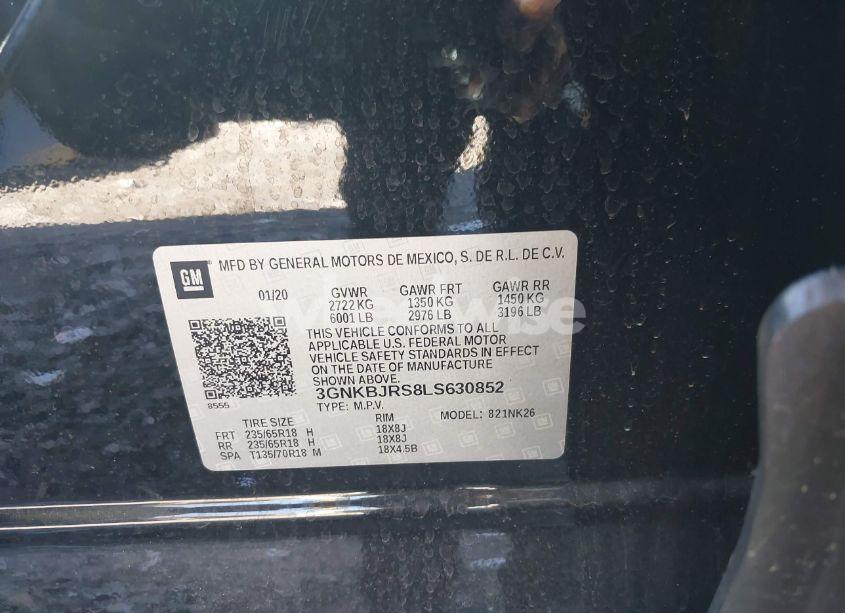 GM
MFD BY GENERAL MOTORS DE MEXICO, S. DE R.L. DE C.V.
01/20 GVWR GAWR FRT GAWR RR
2722 KG 1350 KG 1450 KG
6001 LB 2976 LB 3196 LB
THIS VEHICLE CONFORMS TO ALL
APPLICABLE U.S. FEDERAL MOTOR
VEHICLE SAFETY STANDARDS IN EFFECT
ON THE DATE OF MANUFACTURE
SHOWN ABOVE.
8555
3GNKBJRS8LS630852
TYPE: M.P.V. MODEL: 821NK26
TIRE SIZE RIM
FRT 235/65R18 H 18X8J
RR 235/65R18 H 18X8J
SPA T135/70R18 M 18X4.5B